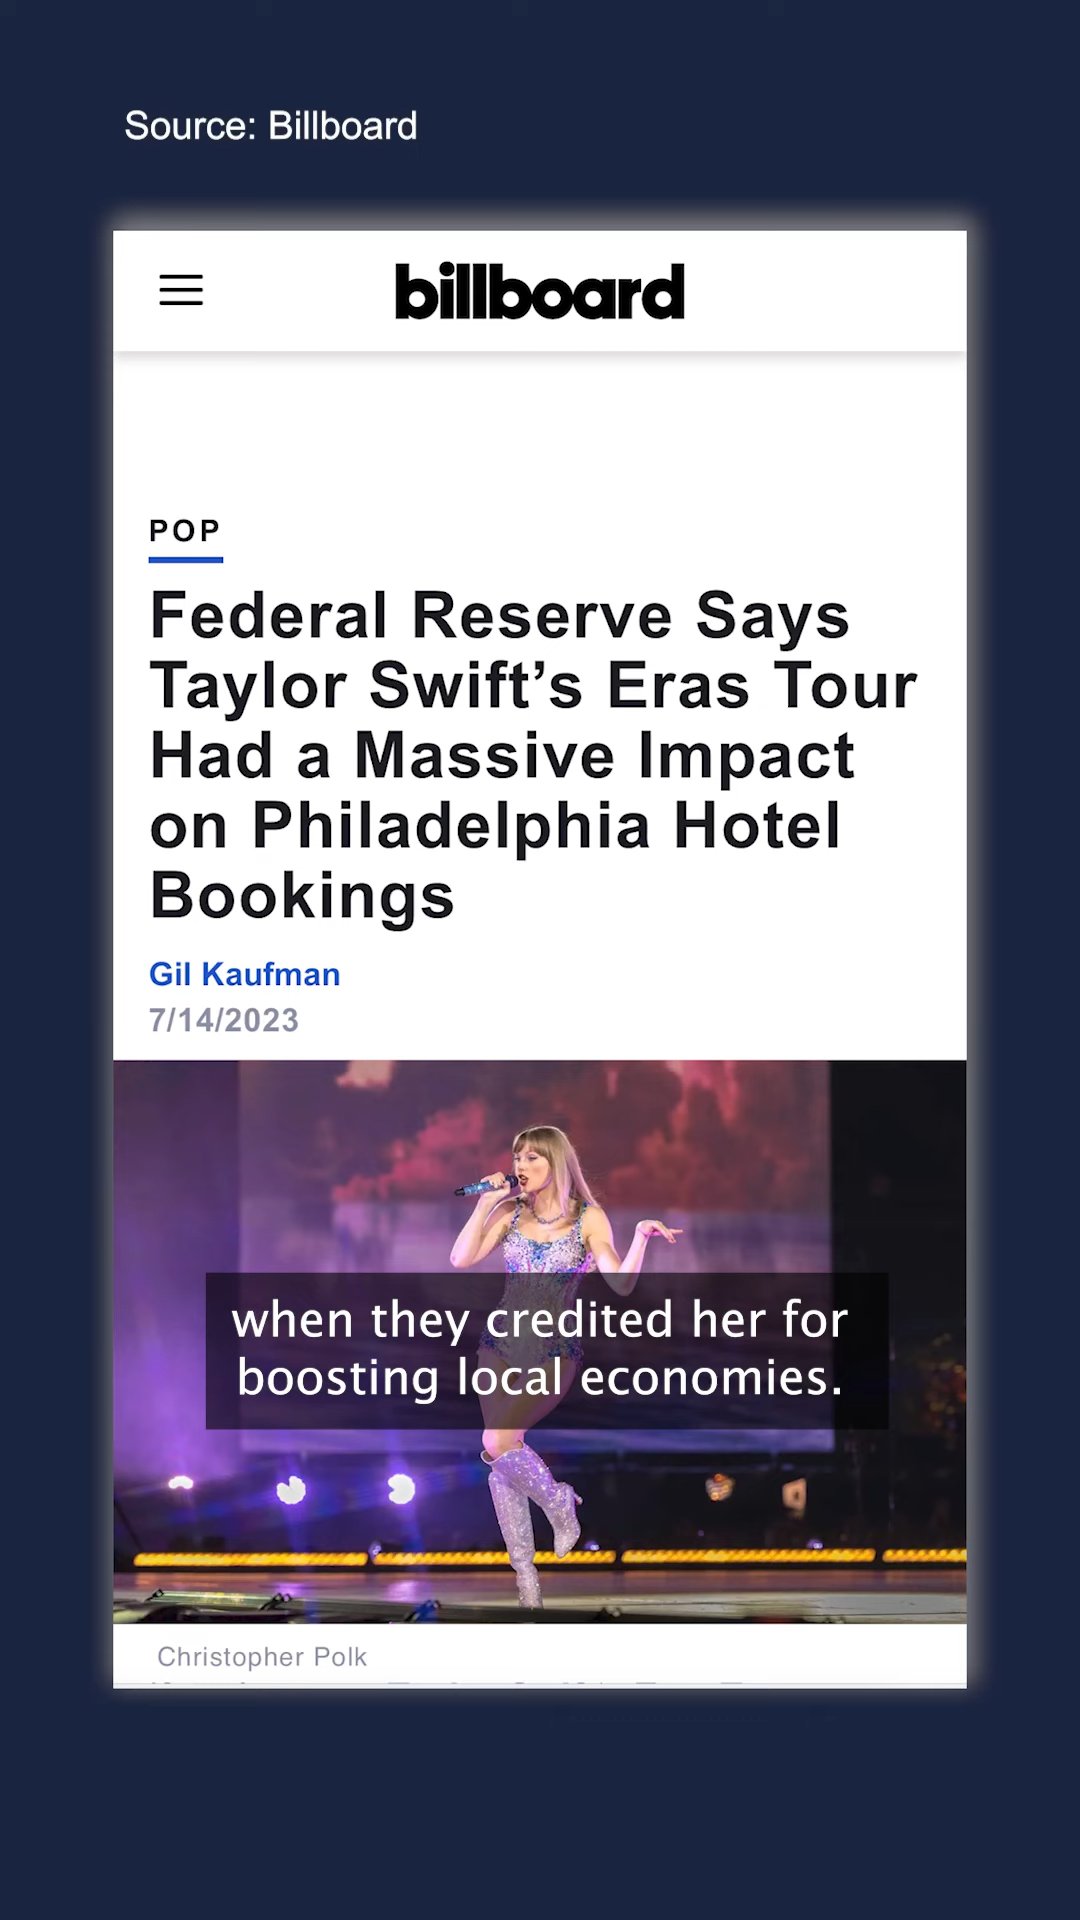 Source: Billboard
billboard
POP
Federal Reserve Says
Taylor Swift’s Eras Tour
Had a Massive Impact
on Philadelphia Hotel
Bookings
Gil Kaufman
7/14/2023
when they credited her for
boosting local economies.
Christopher Polk